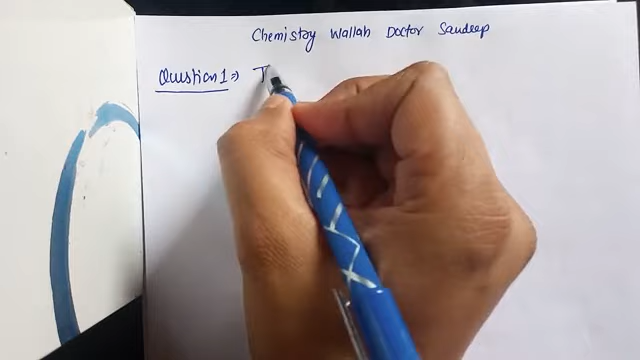 Chemistry Wallah Doctor Sandeep
Question 1 => T